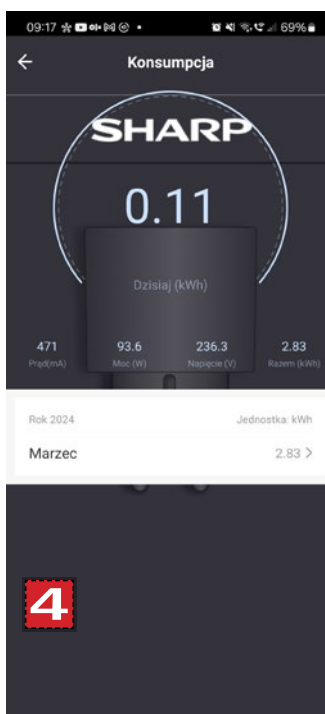 09:17 69%
Konsumpcja
SHARP
0.11
Dzisiaj (kWh)
471 93.6 236.3 2.83
Prąd(mA) Moc (W) Napięcie (V) Razem (kWh)
Rok 2024 Jednostka: kWh
Marzec 2.83
4